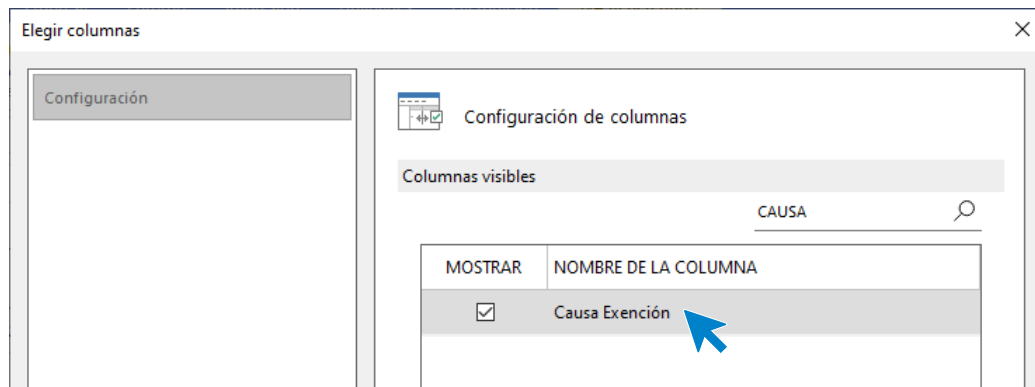 Elegir columnas
Configuración
Configuración de columnas
Columnas visibles
CAUSA
MOSTRAR NOMBRE DE LA COLUMNA
Causa Exención